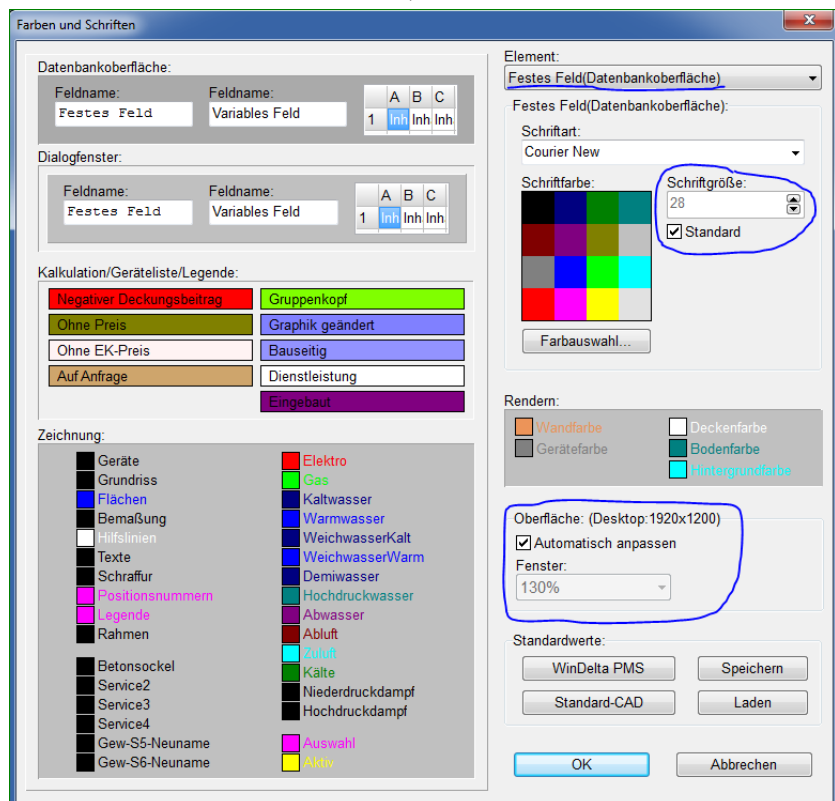 Farben und Schriften
Datenbankoberfläche:
Feldname: Feldname:
Festes Feld Variables Feld
A B C
1 Inh Inh Inh
Dialogfenster:
Feldname: Feldname:
Festes Feld Variables Feld
A B C
1 Inh Inh Inh
Kalkulation/Geräteliste/Legende:
Negativer Deckungsbeitrag Gruppenkopf
Ohne Preis Graphik geändert
Ohne EK-Preis Bauseitig
Auf Anfrage Dienstleistung
Eingebaut
Zeichnung:
Geräte Elektro
Grundriss Gas
Flächen Kaltwasser
Bemaßung Warmwasser
Hilfslinien WeichwasserKalt
Texte WeichwasserWarm
Schraffur Demiwasser
Positionsnummern Hochdruckwasser
Legende Abwasser
Rahmen Abluft
Zuluft
Betonsockel Kälte
Service2 Niederdruckdampf
Service3 Hochdruckdampf
Service4
Gew-S5-Neuname Auswahl
Gew-S6-Neuname Aktiv
Element:
Festes Feld(Datenbankoberfläche)
Festes Feld(Datenbankoberfläche):
Schriftart:
Courier New
Schriftfarbe: Schriftgröße:
28
Standard
Farbauswahl...
Rendern:
Wandfarbe Deckenfarbe
Gerätefarbe Bodenfarbe
Hintergrundfarbe
Oberfläche: (Desktop:1920x1200)
Automatisch anpassen
Fenster:
130%
Standardwerte:
WinDelta PMS Speichern
Standard-CAD Laden
OK Abbrechen